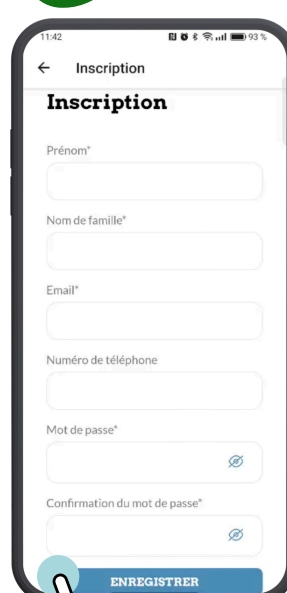 11:42 93 %
Inscription
Inscription
Prénom*
Nom de famille*
Email*
Numéro de téléphone
Mot de passe*
Confirmation du mot de passe*
ENREGISTRER